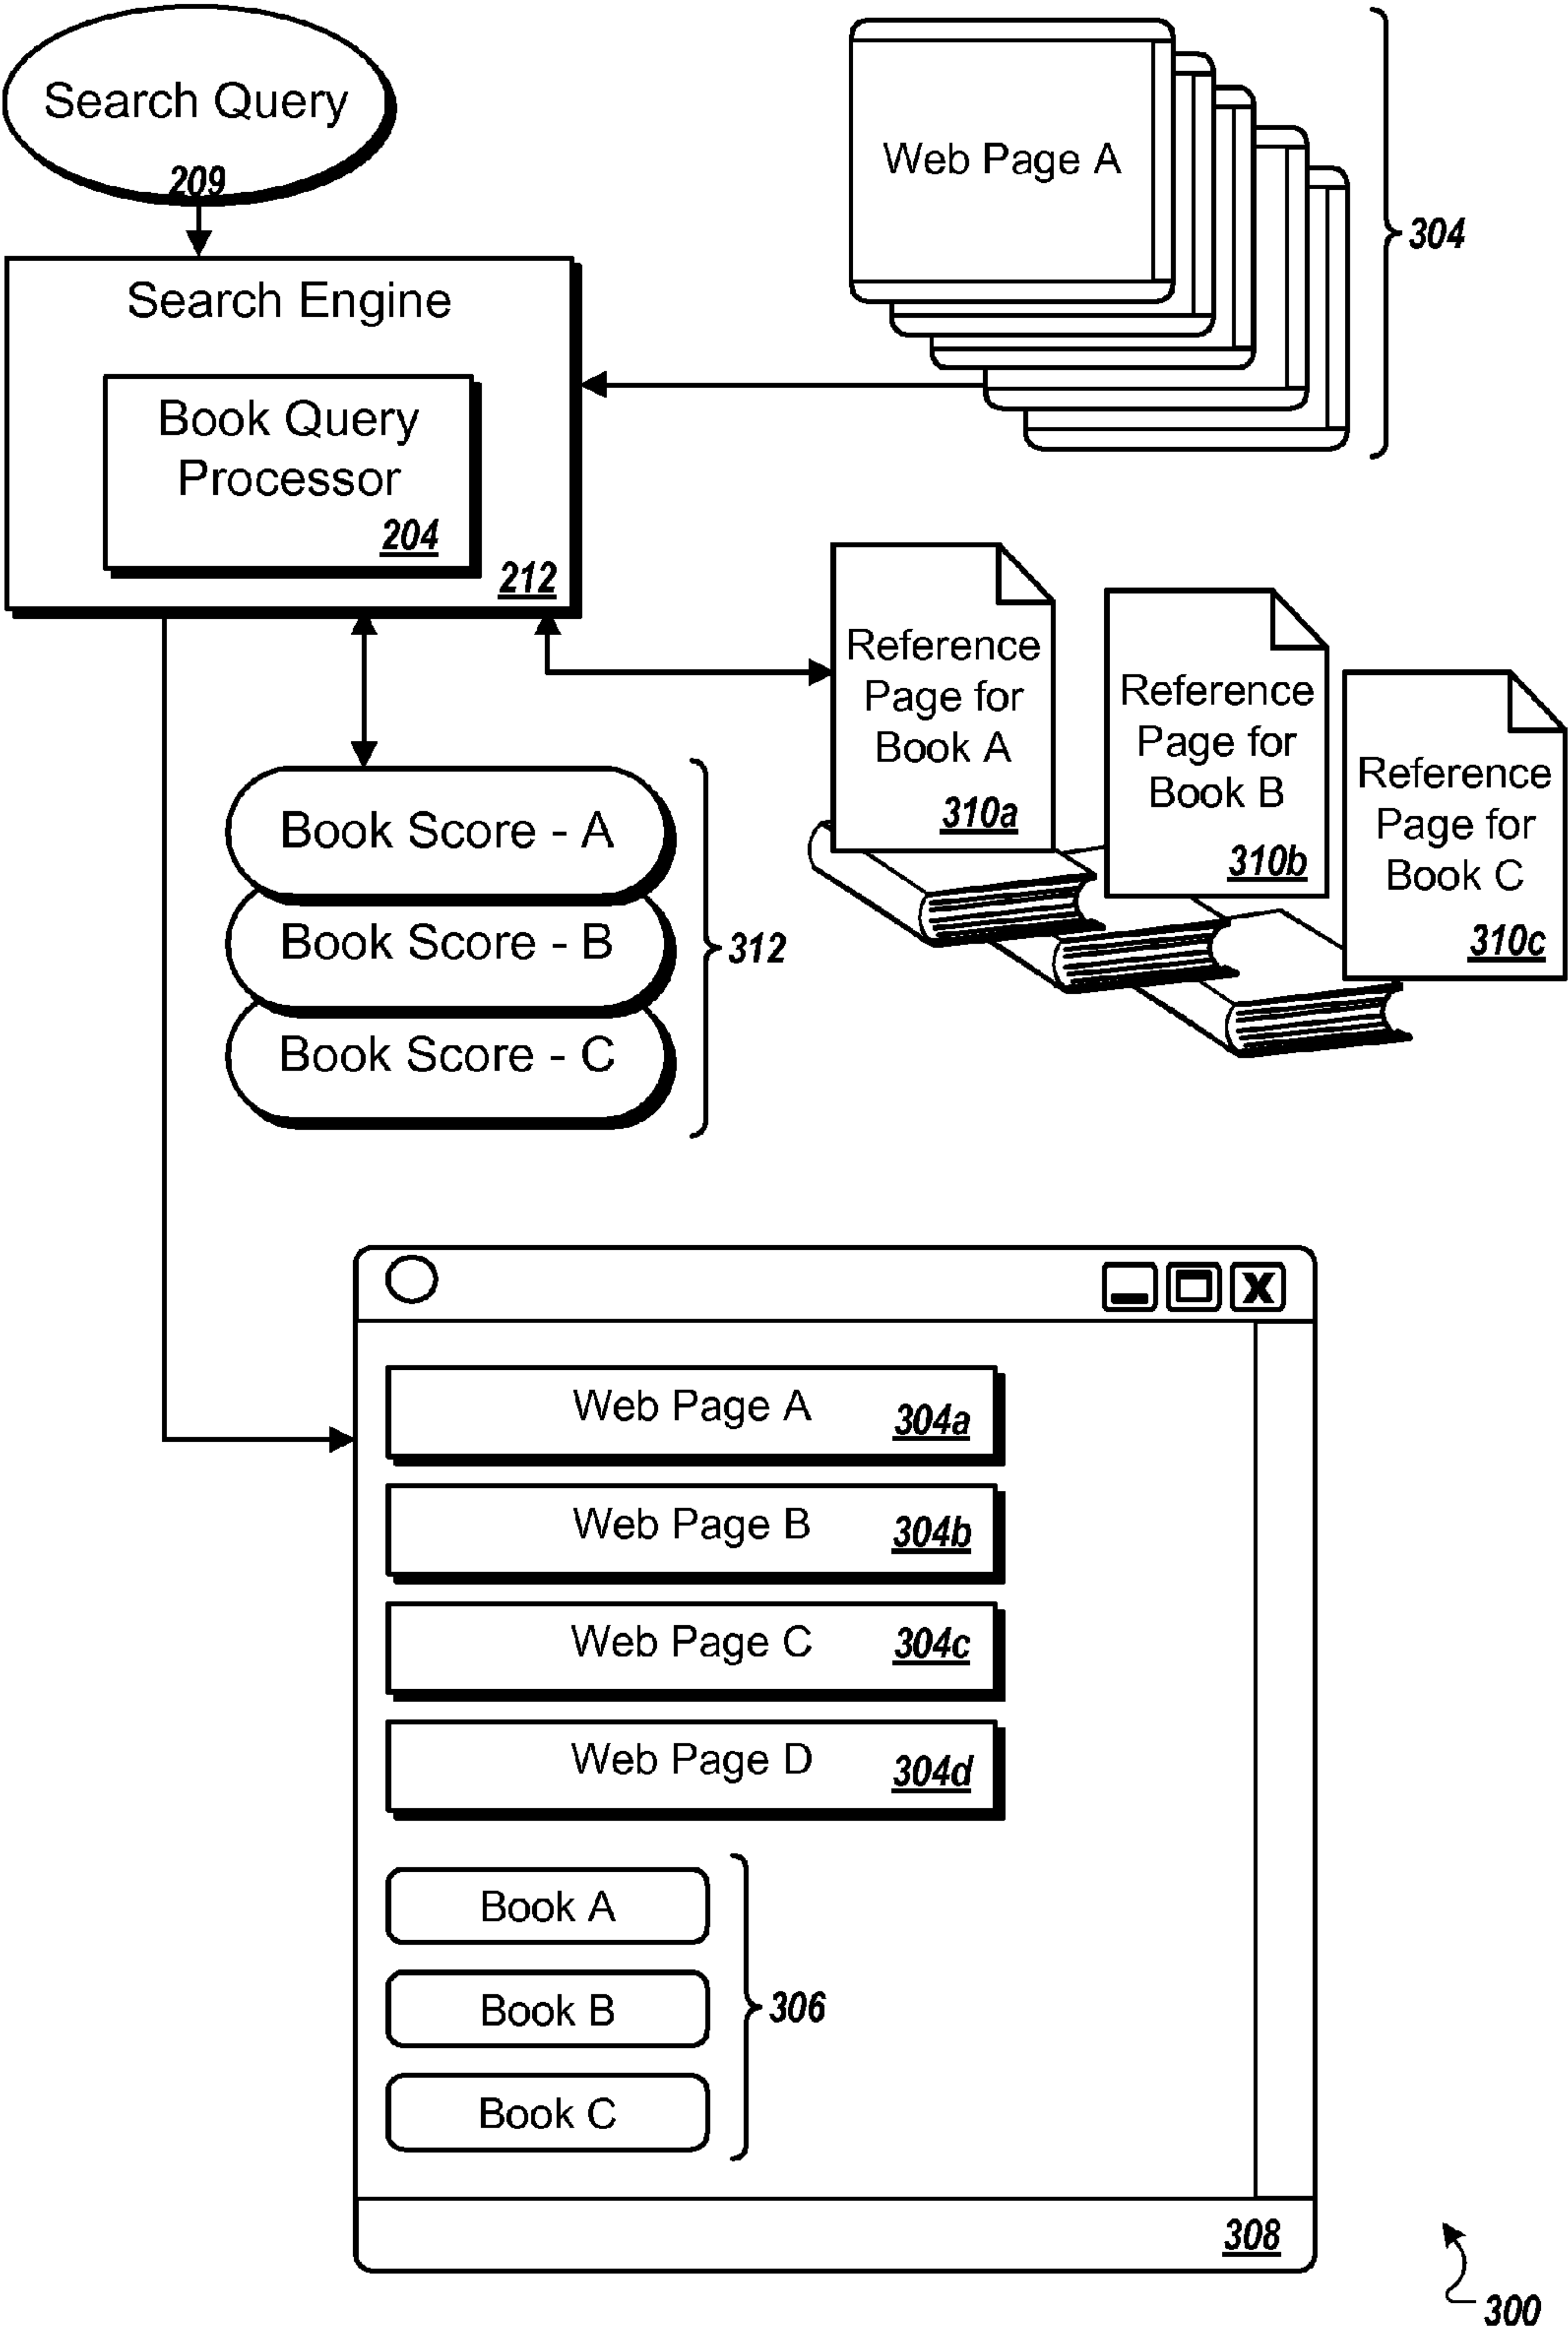 Search Query
209
Web Page A
304
Search Engine
Book Query
Processor
204
212
Reference
Page for
Book A
310a
Reference
Page for
Book B
310b
Reference
Page for
Book C
310c
Book Score - A
Book Score - B
Book Score - C
312
Web Page A 304a
Web Page B 304b
Web Page C 304c
Web Page D 304d
Book A
Book B
Book C
306
308
300